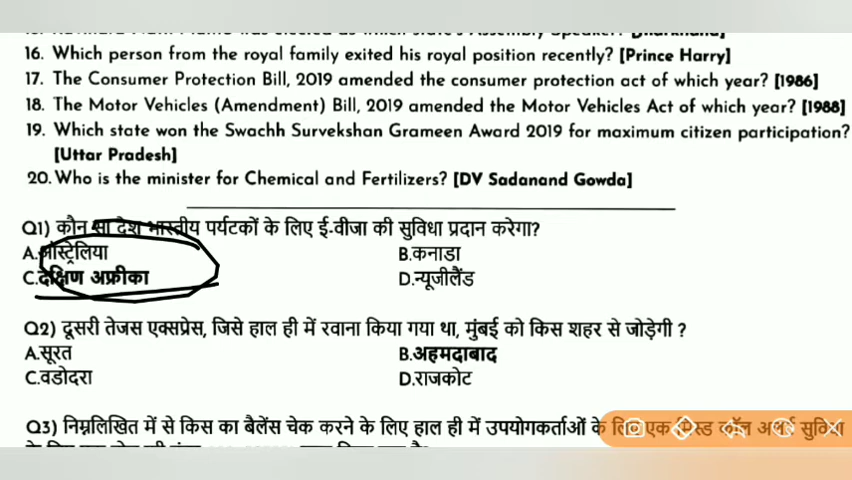 16. Which person from the royal family exited his royal position recently? [Prince Harry]
17. The Consumer Protection Bill, 2019 amended the consumer protection act of which year? [1986]
18. The Motor Vehicles (Amendment) Bill, 2019 amended the Motor Vehicles Act of which year? [1988]
19. Which state won the Swachh Survekshan Grameen Award 2019 for maximum citizen participation?
[Uttar Pradesh]
20. Who is the minister for Chemical and Fertilizers? [DV Sadanand Gowda]
Q1) कौन सा देश भारतीय पर्यटकों के लिए ई-वीजा की सुविधा प्रदान करेगा?
A.ऑस्ट्रेलिया B.कनाडा
C.दक्षिण अफ्रीका D.न्यूजीलैंड
Q2) दूसरी तेजस एक्सप्रेस, जिसे हाल ही में रवाना किया गया था, मुंबई को किस शहर से जोड़ेगी ?
A.सूरत B.अहमदाबाद
C.वडोदरा D.राजकोट
Q3) निम्नलिखित में से किस का बैलेंस चेक करने के लिए हाल ही में उपयोगकर्ताओं के लिए एक मिस्ड कॉल अलर्ट सुविधा